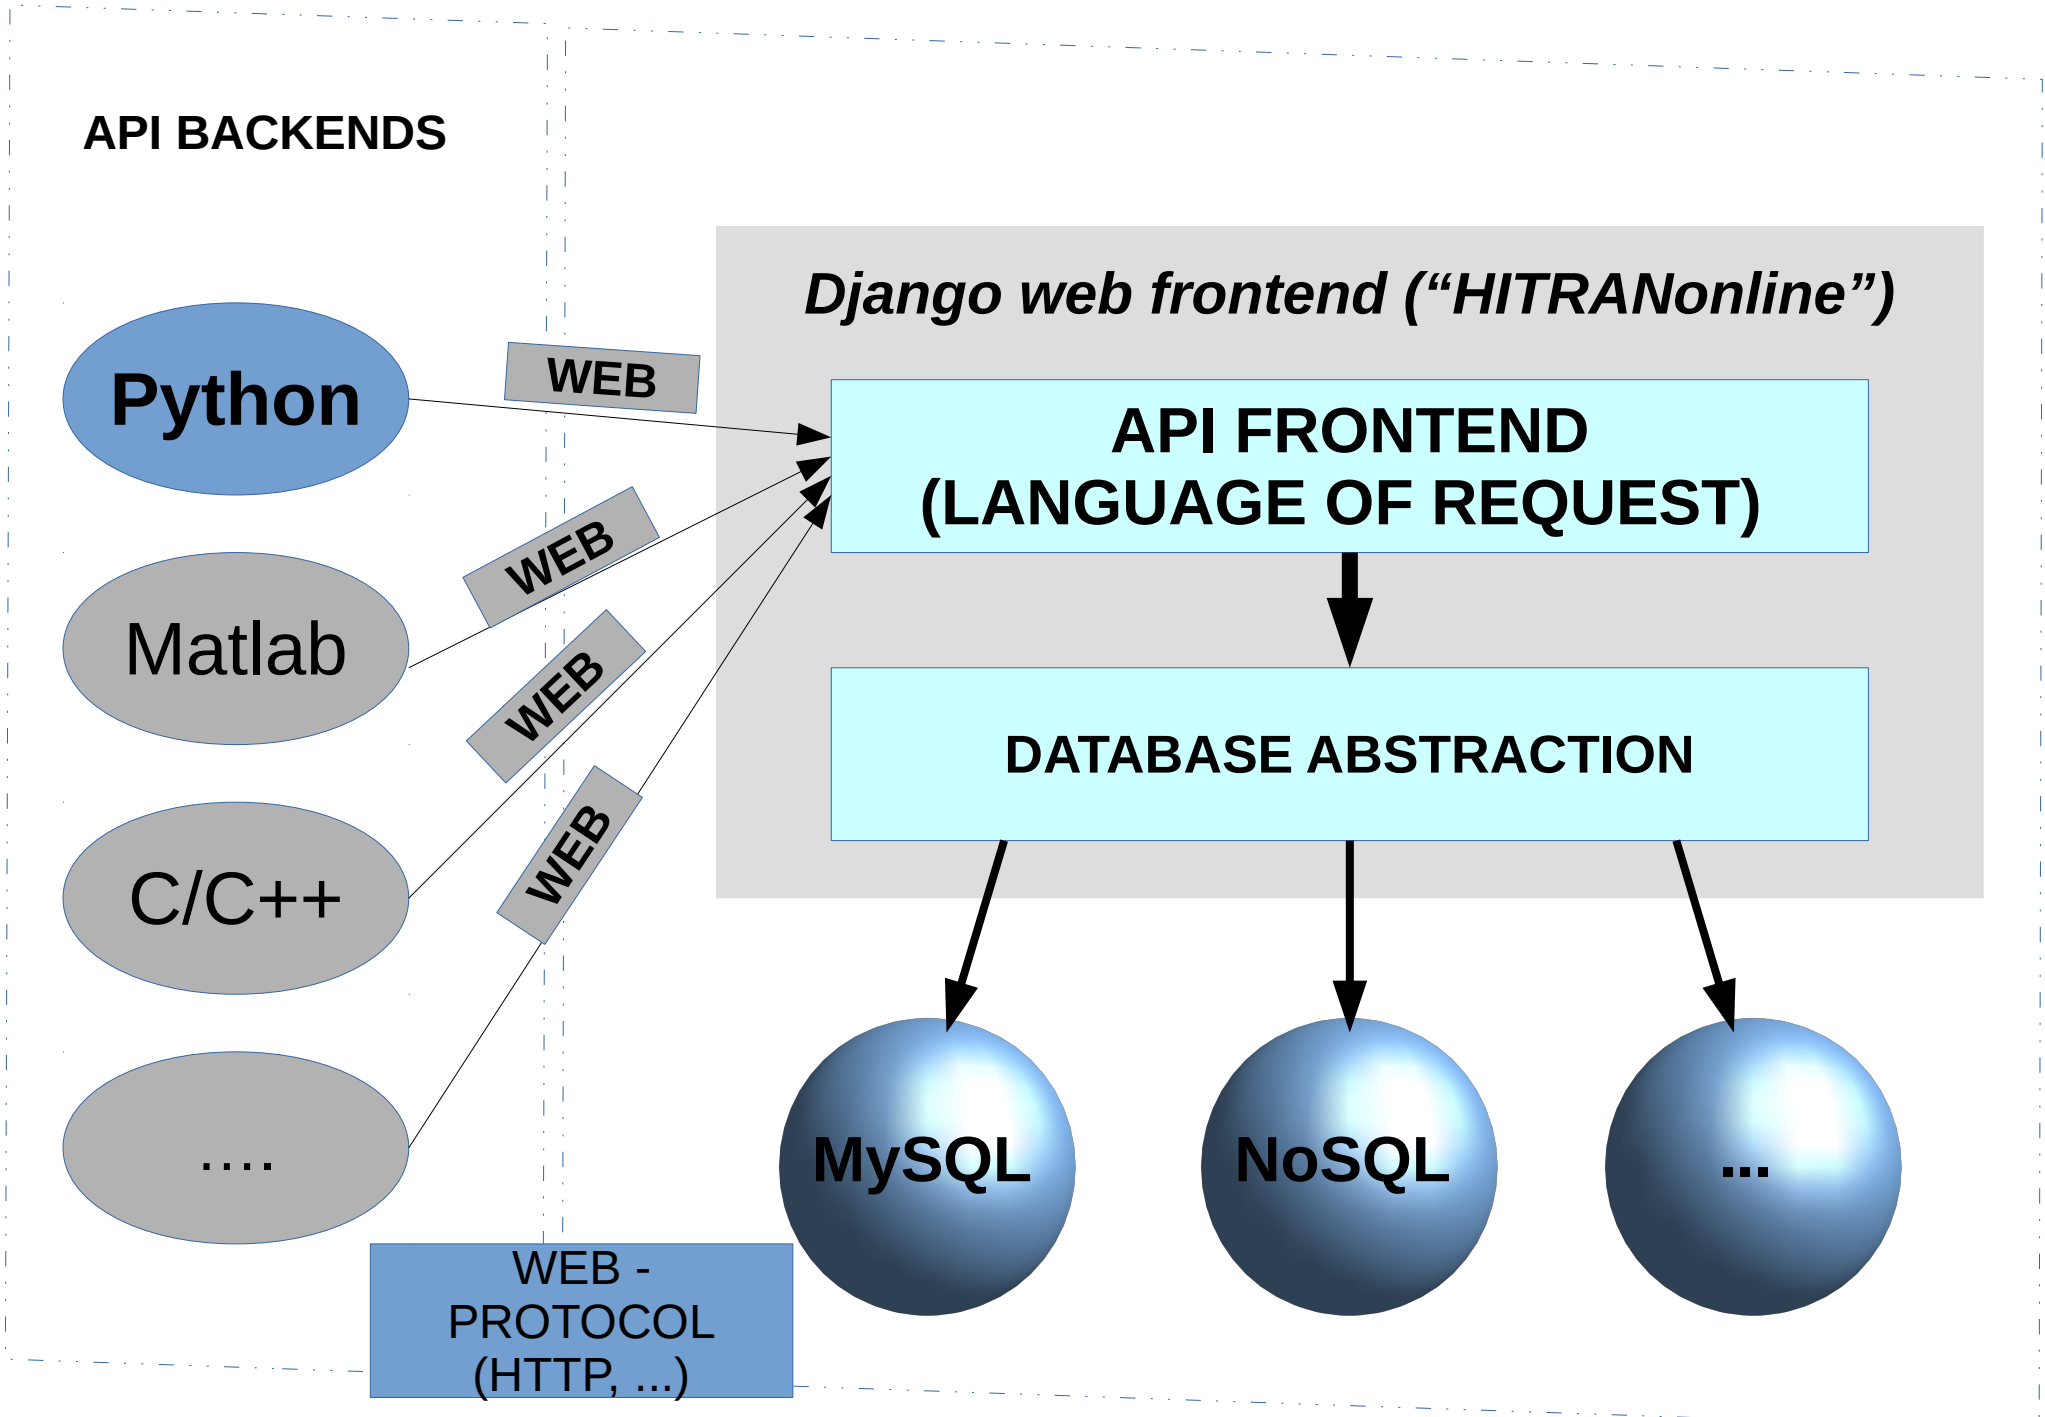 API BACKENDS
Django web frontend (“HITRANonline”)
Python
WEB
API FRONTEND
(LANGUAGE OF REQUEST)
WEB
Matlab
WEB
DATABASE ABSTRACTION
C/C++
WEB
....
MySQL
NoSQL
...
WEB -
PROTOCOL
(HTTP, ...)